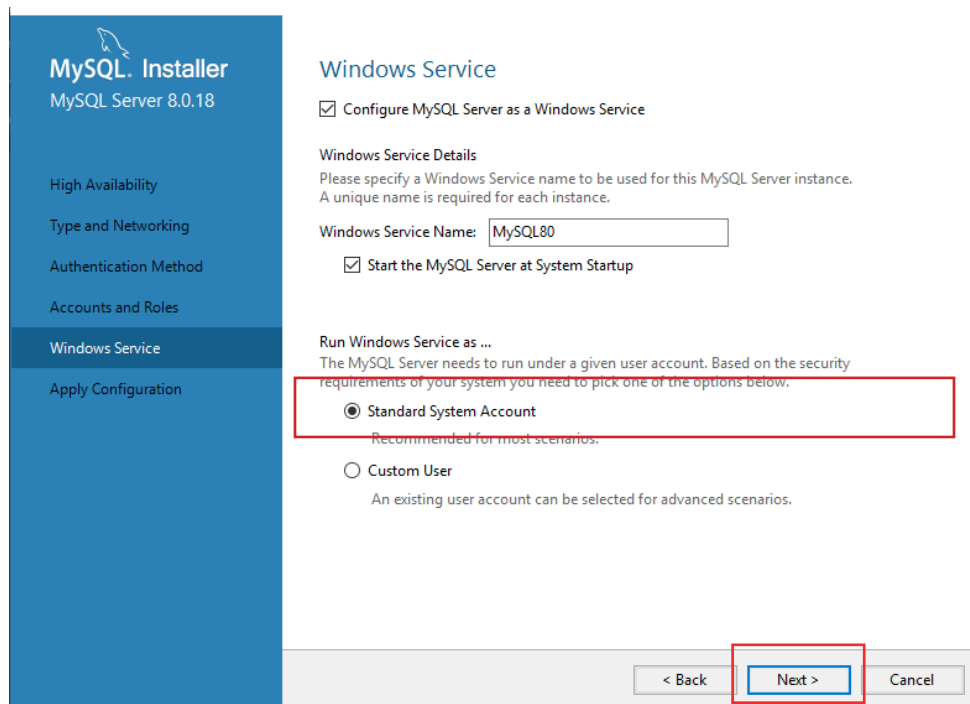 MySQL. Installer
MySQL Server 8.0.18
High Availability
Type and Networking
Authentication Method
Accounts and Roles
Windows Service
Apply Configuration
Windows Service
Configure MySQL Server as a Windows Service
Windows Service Details
Please specify a Windows Service name to be used for this MySQL Server instance.
A unique name is required for each instance.
Windows Service Name: MySQL80
Start the MySQL Server at System Startup
Run Windows Service as ...
The MySQL Server needs to run under a given user account. Based on the security
requirements of your system you need to pick one of the options below.
Standard System Account
Recommended for most scenarios.
Custom User
An existing user account can be selected for advanced scenarios.
< Back Next > Cancel